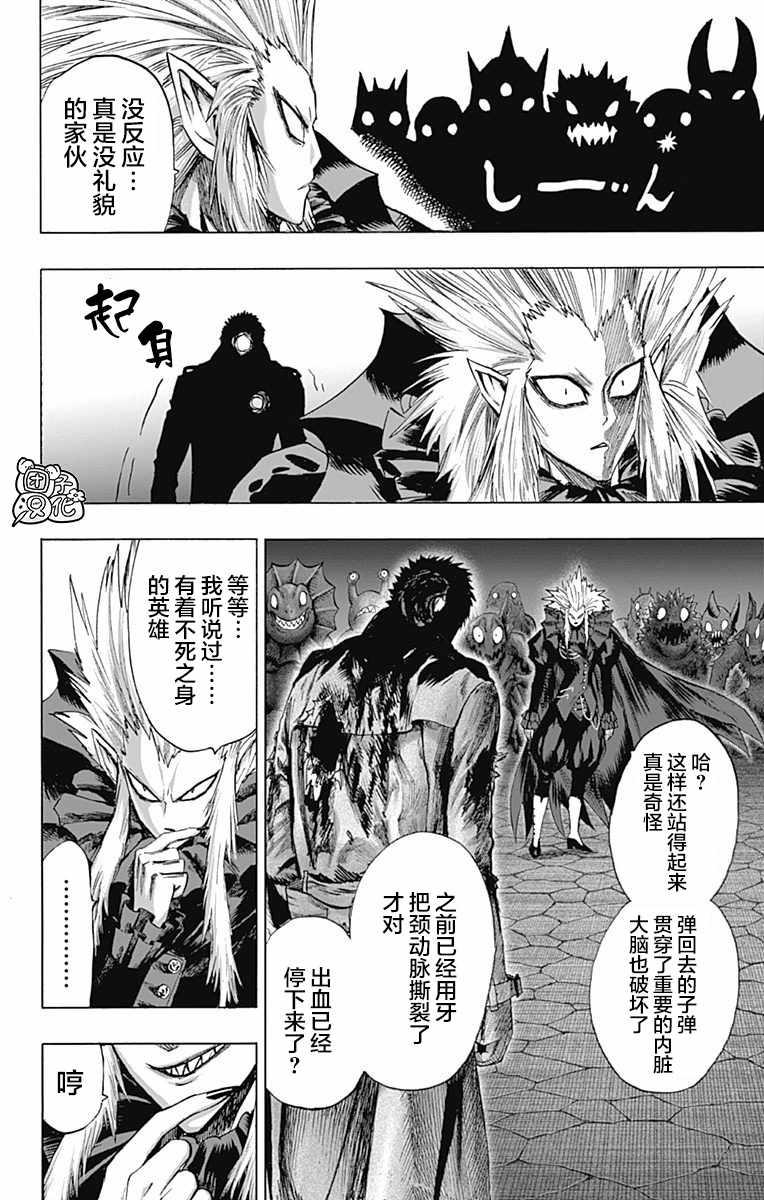 没反应…
真是没礼貌
的家伙
しーん
起身
团子
只化
哈？
这样还站得起来
真是奇怪
弹回去的子弹
贯穿了重要的内脏
大脑也破坏了
之前已经用牙
把颈动脉撕裂了
才对
出血已经
停下来了？
等等…
我听说过……
有着不死之身
的英雄
………
哼